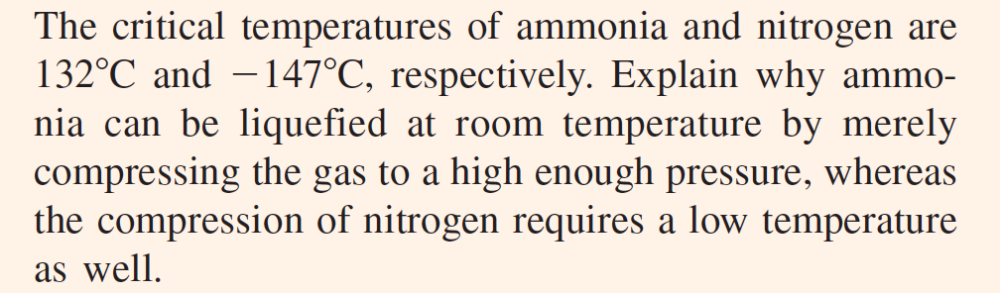 The critical temperatures of ammonia and nitrogen are
132°C and −147°C, respectively. Explain why ammo-
nia can be liquefied at room temperature by merely
compressing the gas to a high enough pressure, whereas
the compression of nitrogen requires a low temperature
as well.